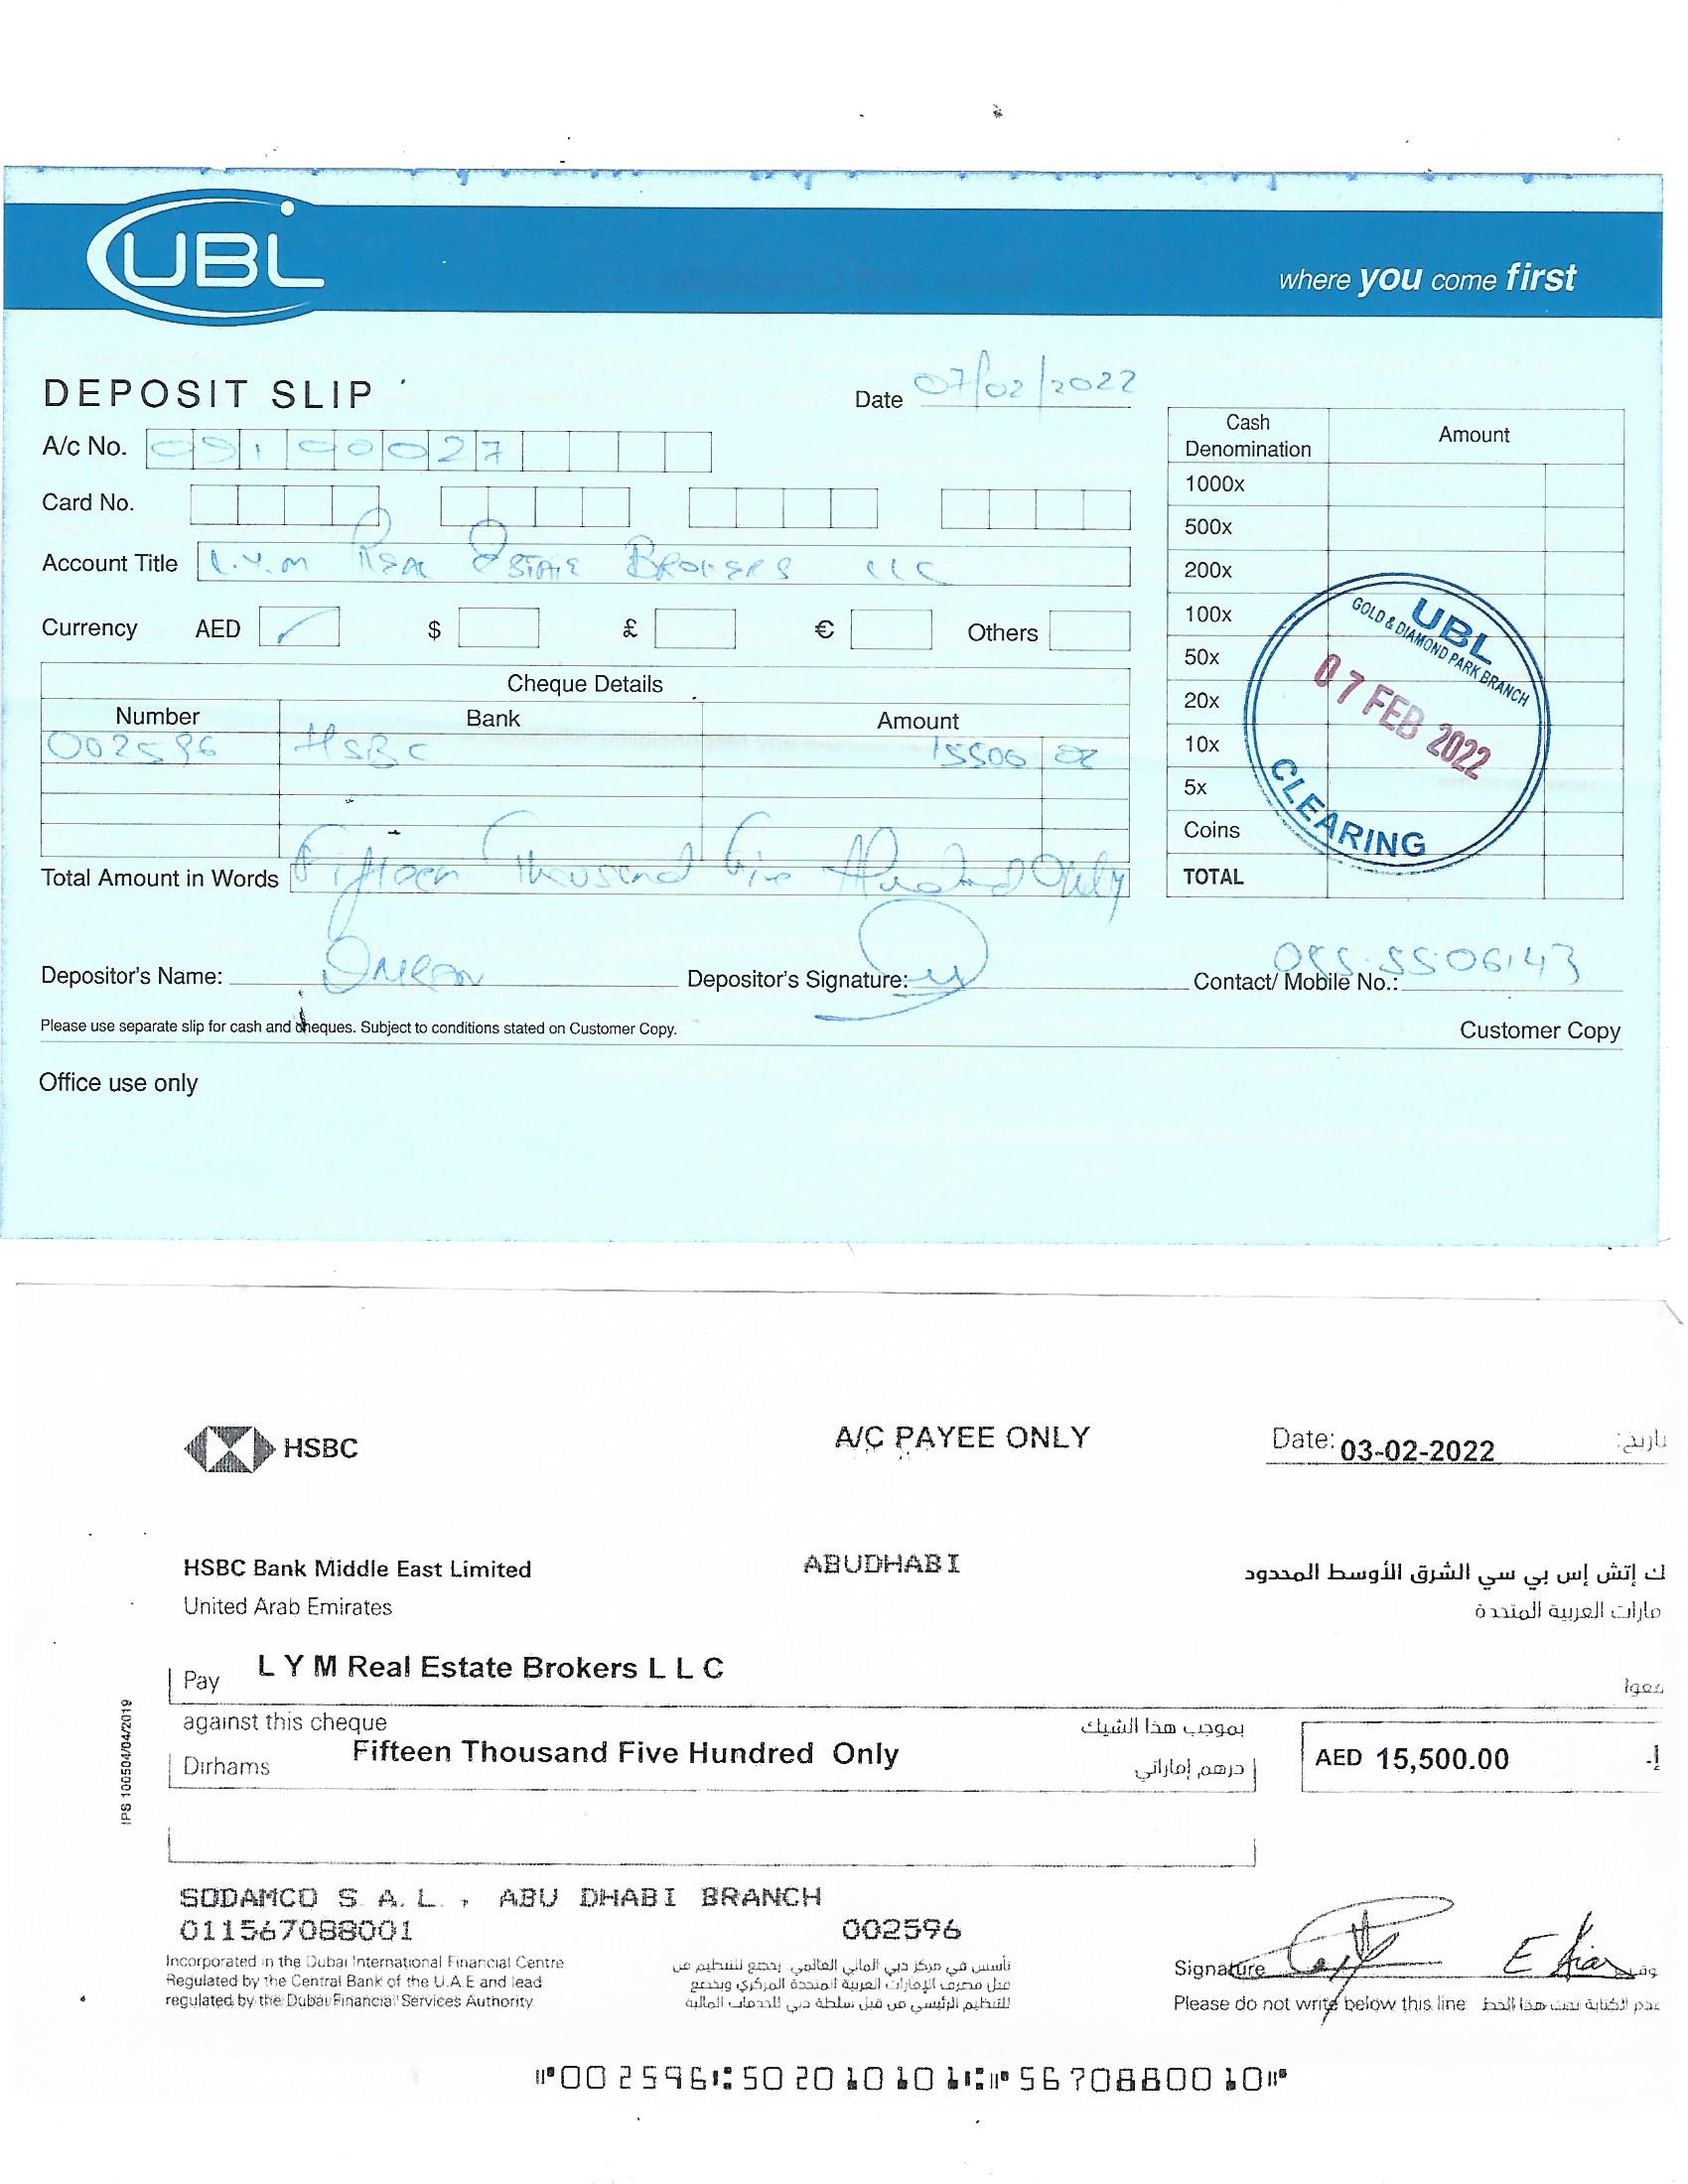 UBL
where you come first
DEPOSIT SLIP
Date 07/02/2022
A/c No. 09100027
Card No.
Account Title L.Y.M Real Estate Brokers LLC
Currency AED $ £ € Others
Cheque Details
Number Bank Amount
002596 HSBC 15500
Total Amount in Words Fifteen Thousand Five Hundred Only
Cash Denomination Amount
1000x
500x
200x
100x
50x
20x
10x
5x
Coins
TOTAL
UBL
GOLD & DIAMOND PARK BRANCH
07 FEB 2022
CLEARING
Depositor's Name: Imran
Depositor's Signature:
Contact/ Mobile No.: 055-5506143
Please use separate slip for cash and cheques. Subject to conditions stated on Customer Copy.
Customer Copy
Office use only
HSBC
A/C PAYEE ONLY
Date: 03-02-2022 تاريخ:
HSBC Bank Middle East Limited
ABUDHABI
ك إتش إس بي سي الشرق الأوسط المحدود
United Arab Emirates
مارات العربية المتحدة
Pay L Y M Real Estate Brokers L L C
against this cheque بموجب هذا الشيك
Dirhams Fifteen Thousand Five Hundred Only درهم إماراتي
AED 15,500.00
IPS 100504/04/2019
SODAMCO S.A.L., ABU DHABI BRANCH
011567088001 002596
Incorporated in the Dubai International Financial Centre
Regulated by the Central Bank of the U.A.E and lead
regulated by the Dubai Financial Services Authority
تأسس في مركز دبي المالي العالمي. يخضع للتنظيم من
قبل مصرف الإمارات العربية المتحدة المركزي ويخضع
للتنظيم الرئيسي من قبل سلطة دبي للخدمات المالية
Signature
Please do not write below this line عدم الكتابة تحت هذا الخط
⑈002596⑆502010101⑆⑈5670880010⑈